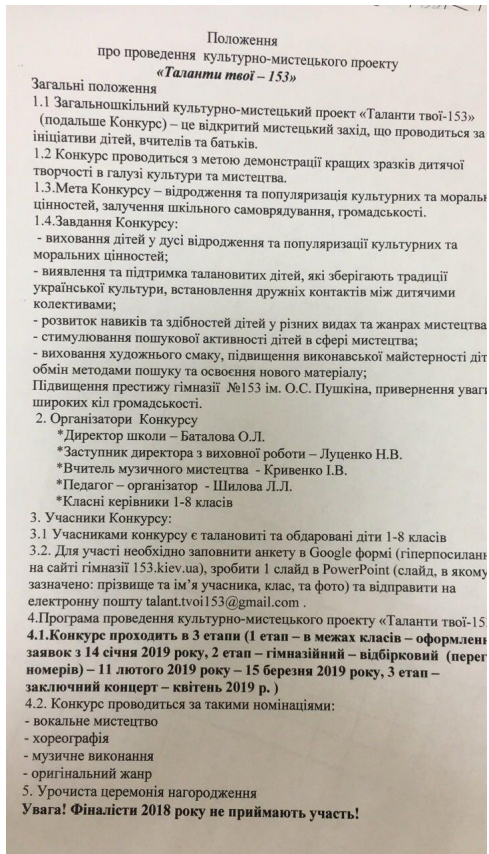 Положення
про проведення культурно-мистецького проекту
«Таланти твої – 153»
Загальні положення
1.1 Загальношкільний культурно-мистецький проект «Таланти твої-153»
(подальше Конкурс) – це відкритий мистецький захід, що проводиться за
ініціативи дітей, вчителів та батьків.
1.2 Конкурс проводиться з метою демонстрації кращих зразків дитячої
творчості в галузі культури та мистецтва.
1.3.Мета Конкурсу – відродження та популяризація культурних та мораль
цінностей, залучення шкільного самоврядування, громадськості.
1.4.Завдання Конкурсу:
- виховання дітей у дусі відродження та популяризації культурних та
моральних цінностей;
- виявлення та підтримка талановитих дітей, які зберігають традиції
української культури, встановлення дружніх контактів між дитячими
колективами;
- розвиток навиків та здібностей дітей у різних видах та жанрах мистецтва
- стимулювання пошукової активності дітей в сфері мистецтва;
- виховання художнього смаку, підвищення виконавської майстерності діт
обмін методами пошуку та освоєння нового матеріалу;
Підвищення престижу гімназії №153 ім. О.С. Пушкіна, привернення уваги
широких кіл громадськості.
2. Організатори Конкурсу
*Директор школи – Баталова О.Л.
*Заступник директора з виховної роботи – Луценко Н.В.
*Вчитель музичного мистецтва - Кривенко І.В.
*Педагог – організатор - Шилова Л.Л.
*Класні керівники 1-8 класів
3. Учасники Конкурсу:
3.1 Учасниками конкурсу є талановиті та обдаровані діти 1-8 класів
3.2. Для участі необхідно заповнити анкету в Google формі (гіперпосилан
на сайті гімназії 153.kiev.ua), зробити 1 слайд в PowerPoint (слайд, в якому
зазначено: прізвище та ім’я учасника, клас, та фото) та відправити на
електронну пошту talant.tvoi153@gmail.com .
4.Програма проведення культурно-мистецького проекту «Таланти твої-15
4.1.Конкурс проходить в 3 етапи (1 етап – в межах класів – оформлен
заявок з 14 січня 2019 року, 2 етап – гімназійний – відбірковий (перег
номерів) – 11 лютого 2019 року – 15 березня 2019 року, 3 етап –
заключний концерт – квітень 2019 р. )
4.2. Конкурс проводиться за такими номінаціями:
- вокальне мистецтво
- хореографія
- музичне виконання
- оригінальний жанр
5. Урочиста церемонія нагородження
Увага! Фіналісти 2018 року не приймають участь!